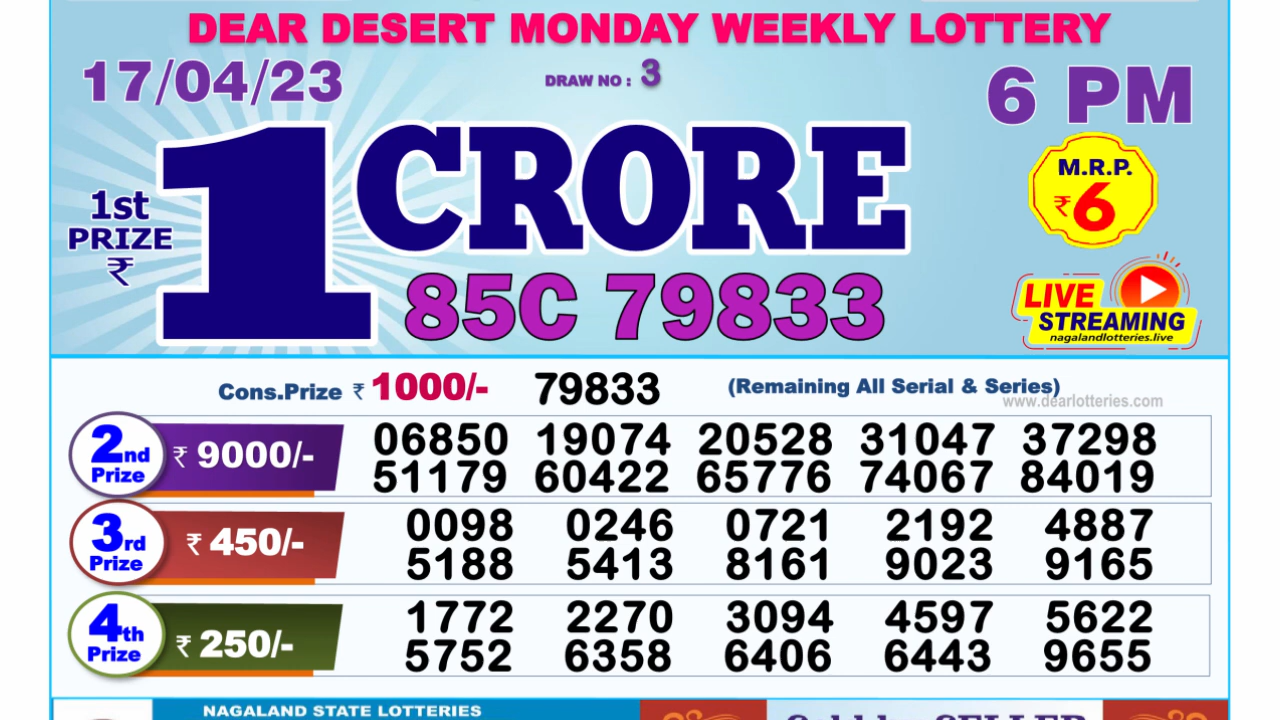 DEAR DESERT MONDAY WEEKLY LOTTERY
17/04/23
DRAW NO : 3
6 PM
1st
PRIZE
₹
1 CRORE
M.R.P.
₹6
85C 79833
LIVE
STREAMING
nagalandlotteries.live
Cons.Prize ₹ 1000/- 79833 (Remaining All Serial & Series)
www.dearlotteries.com
2nd Prize ₹ 9000/-
06850 19074 20528 31047 37298
51179 60422 65776 74067 84019
3rd Prize ₹ 450/-
0098 0246 0721 2192 4887
5188 5413 8161 9023 9165
4th Prize ₹ 250/-
1772 2270 3094 4597 5622
5752 6358 6406 6443 9655
NAGALAND STATE LOTTERIES
SELLER